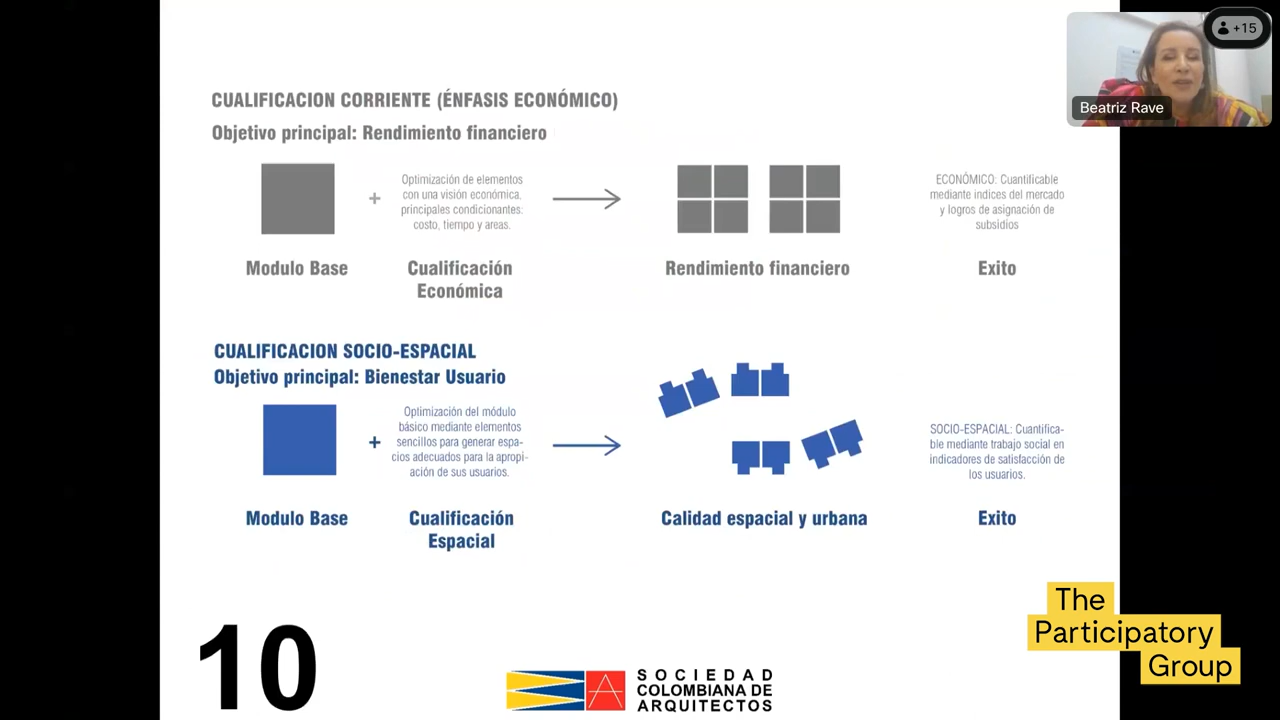 +15
Beatriz Rave
CUALIFICACION CORRIENTE (ÉNFASIS ECONÓMICO)
Objetivo principal: Rendimiento financiero
+
Optimización de elementos
con una visión económica,
principales condicionantes:
costo, tiempo y areas.
ECONÓMICO: Cuantificable
mediante indices del mercado
y logros de asignación de
subsidios
Modulo Base
Cualificación
Económica
Rendimiento financiero
Exito
CUALIFICACION SOCIO-ESPACIAL
Objetivo principal: Bienestar Usuario
+
Optimización del módulo
básico mediante elementos
sencillos para generar espa-
cios adecuados para la apropi-
ación de sus usuarios.
SOCIO-ESPACIAL: Cuantifica-
ble mediante trabajo social en
indicadores de satisfacción de
los usuarios.
Modulo Base
Cualificación
Espacial
Calidad espacial y urbana
Exito
10
SOCIEDAD
COLOMBIANA DE
ARQUITECTOS
The
Participatory
Group